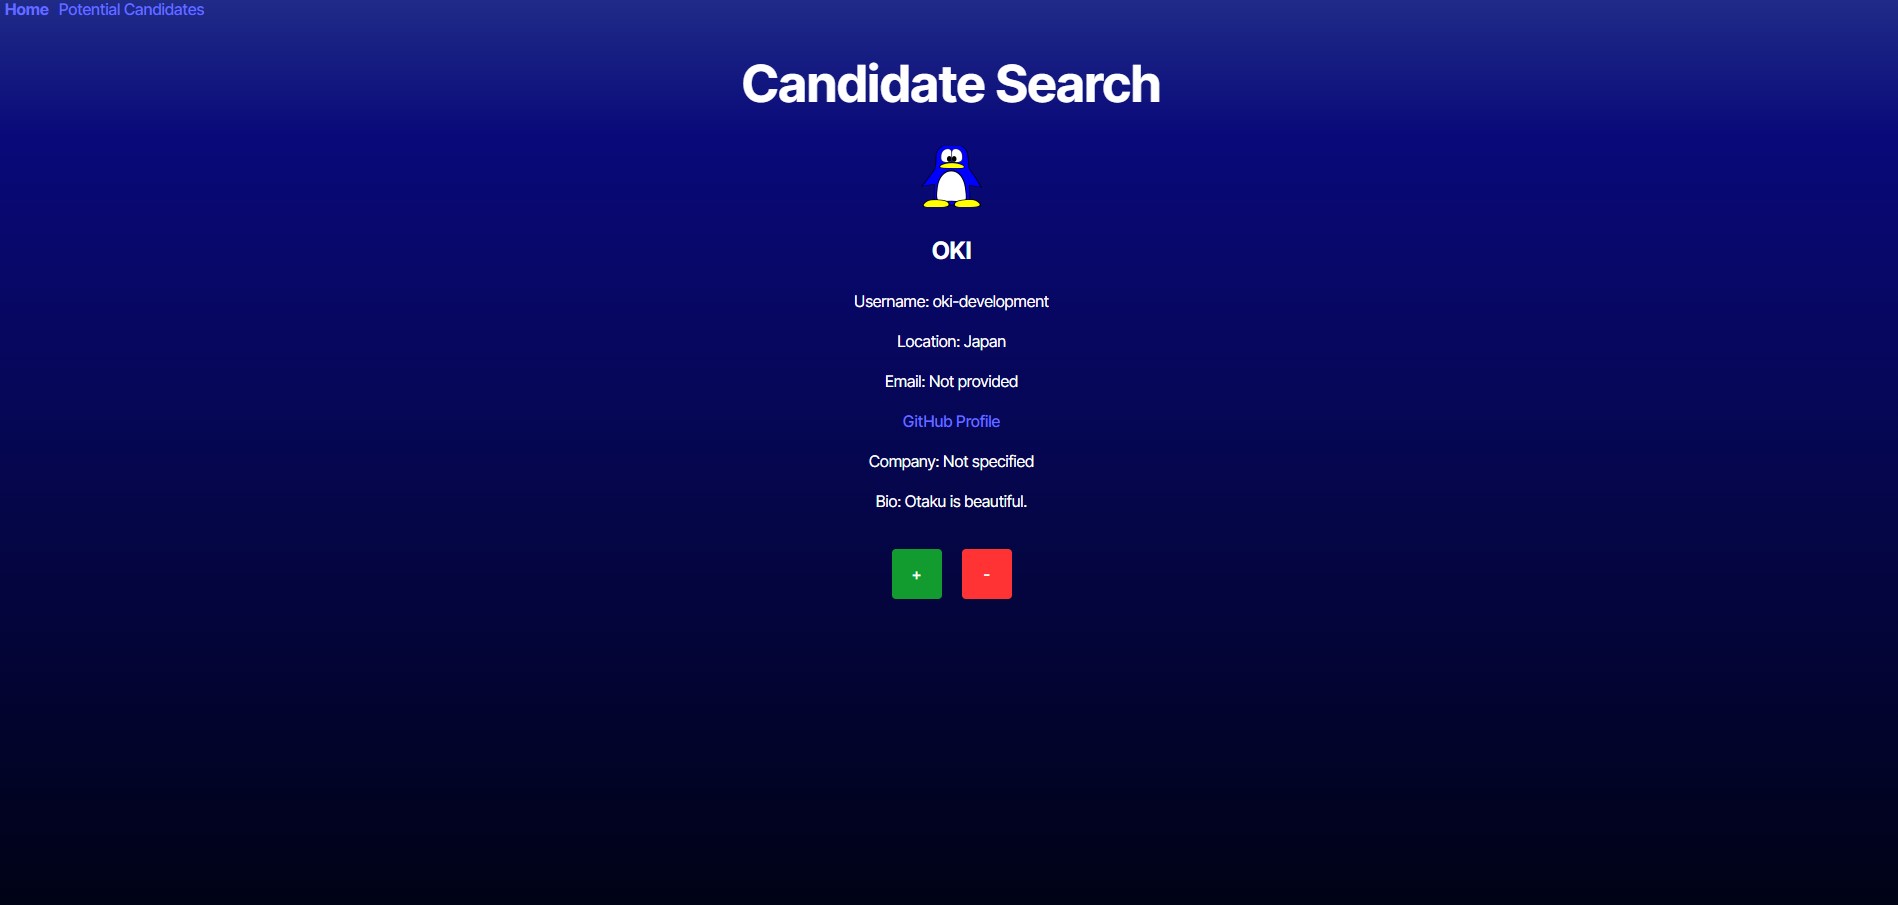 Home Potential Candidates
Candidate Search
OKI
Username: oki-development
Location: Japan
Email: Not provided
GitHub Profile
Company: Not specified
Bio: Otaku is beautiful.
+ -